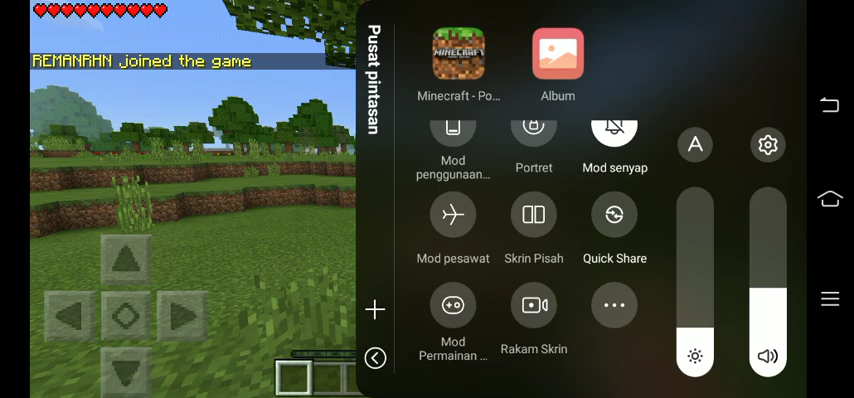 REMANRHN joined the game
Pusat pintasan
MINECRAFT
Minecraft - Po...
Album
Mod
penggunaan...
Portret
Mod senyap
A
Mod pesawat
Skrin Pisah
Quick Share
Mod
Permainan ...
Rakam Skrin